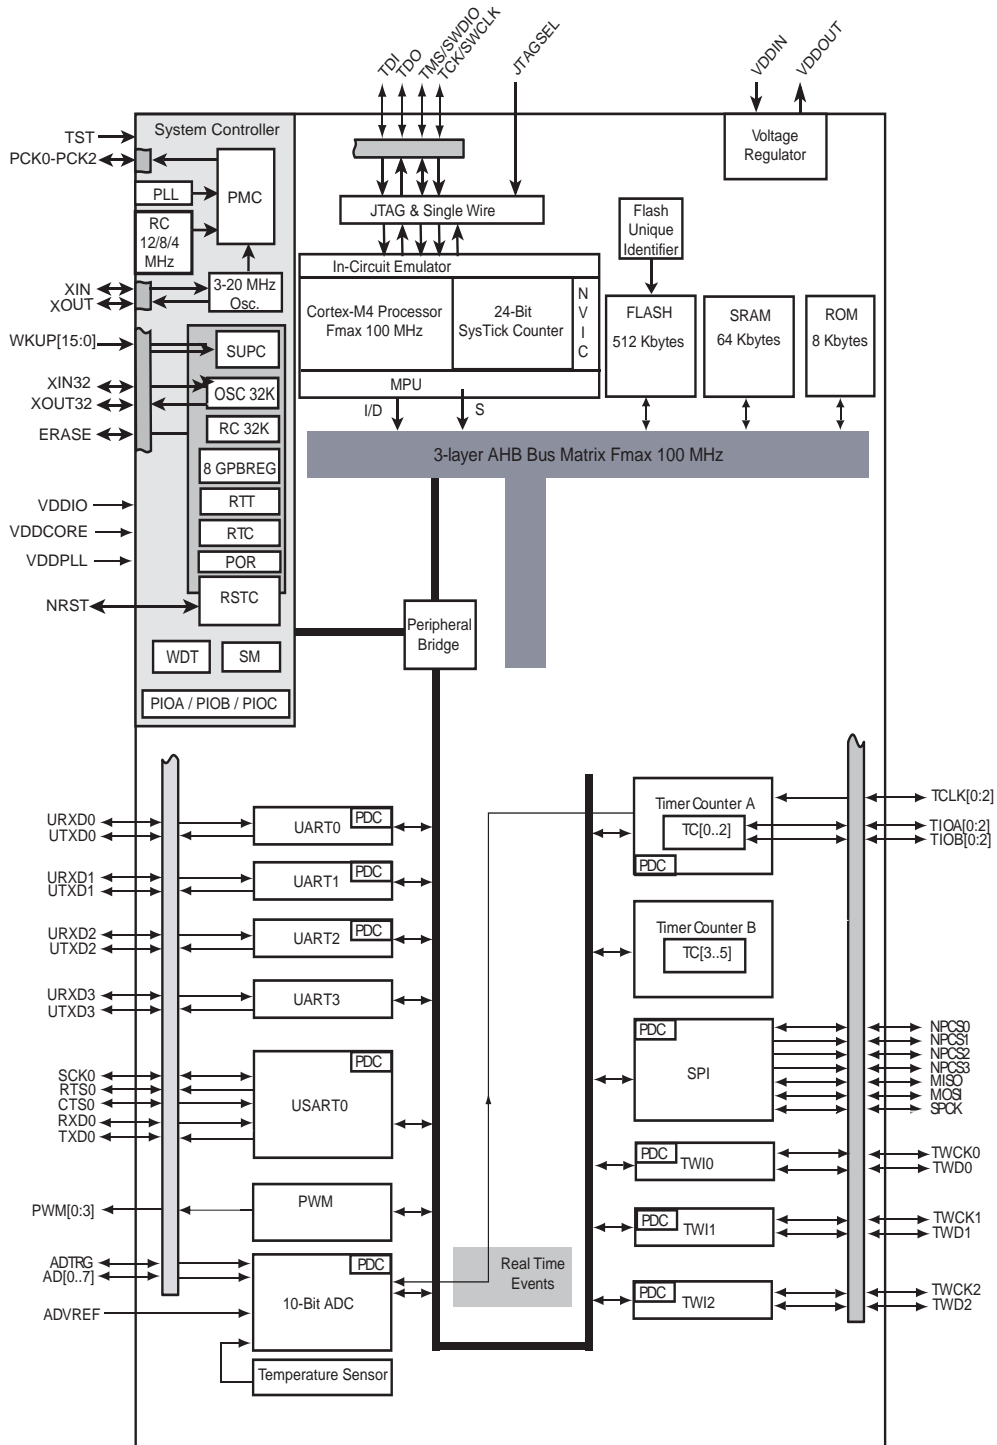 TDI
TDO
TMS/SWDIO
TCK/SWCLK
JTAGSEL
VDDIN
VDDOUT
TST
PCK0-PCK2
System Controller
Voltage
Regulator
PLL
PMC
RC
12/8/4
MHz
JTAG & Single Wire
Flash
Unique
Identifier
XIN
XOUT
3-20 MHz
Osc.
In-Circuit Emulator
Cortex-M4 Processor
Fmax 100 MHz
24-Bit
SysTick Counter
N
V
I
C
FLASH
512 Kbytes
SRAM
64 Kbytes
ROM
8 Kbytes
MPU
I/D
S
WKUP[15:0]
SUPC
XIN32
XOUT32
OSC 32K
ERASE
RC 32K
3-layer AHB Bus Matrix Fmax 100 MHz
8 GPBREG
VDDIO
RTT
VDDCORE
RTC
VDDPLL
POR
NRST
RSTC
Peripheral
Bridge
WDT
SM
PIOA / PIOB / PIOC
URXD0
UTXD0
UART0
PDC
URXD1
UTXD1
UART1
PDC
URXD2
UTXD2
UART2
PDC
URXD3
UTXD3
UART3
SCK0
RTS0
CTS0
RXD0
TXD0
USART0
PDC
PWM[0:3]
PWM
ADTRG
AD[0..7]
ADVREF
10-Bit ADC
PDC
Temperature Sensor
Real Time
Events
Timer Counter A
TC[0..2]
PDC
TCLK[0:2]
TIOA[0:2]
TIOB[0:2]
Timer Counter B
TC[3..5]
PDC
SPI
NPCS0
NPCS1
NPCS2
NPCS3
MISO
MOSI
SPCK
PDC
TWI0
TWCK0
TWD0
PDC
TWI1
TWCK1
TWD1
PDC
TWI2
TWCK2
TWD2